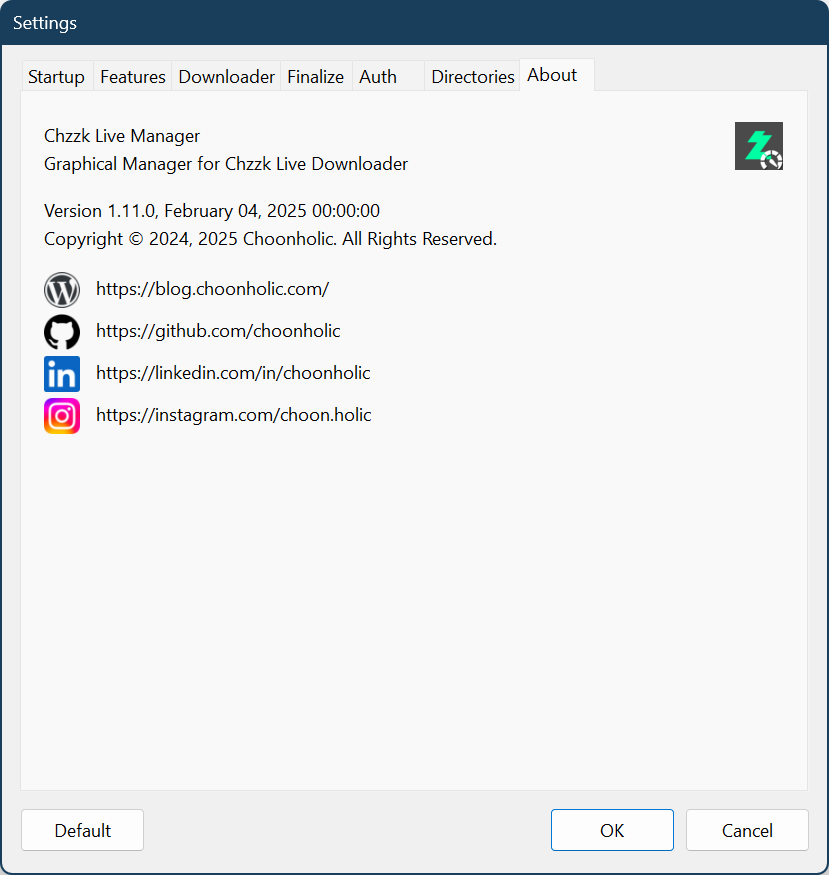 Settings
Startup Features Downloader Finalize Auth Directories About
Chzzk Live Manager
Graphical Manager for Chzzk Live Downloader
Version 1.11.0, February 04, 2025 00:00:00
Copyright © 2024, 2025 Choonholic. All Rights Reserved.
https://blog.choonholic.com/
https://github.com/choonholic
in https://linkedin.com/in/choonholic
https://instagram.com/choon.holic
Default OK Cancel